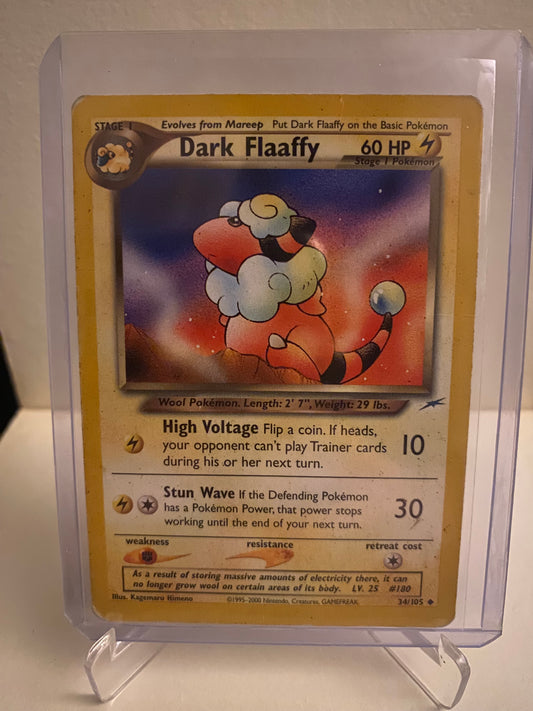 STAGE 1 Evolves from Mareep Put Dark Flaaffy on the Basic Pokémon
Dark Flaaffy 60 HP
Stage 1 Pokémon
Wool Pokémon. Length: 2' 7", Weight: 29 lbs.
High Voltage Flip a coin. If heads,
your opponent can't play Trainer cards 10
during his or her next turn.
Stun Wave If the Defending Pokémon
has a Pokémon Power, that power stops 30
working until the end of your next turn.
weakness resistance retreat cost
As a result of storing massive amounts of electricity there, it can
no longer grow wool on certain areas of its body. LV. 25 #180
Illus. Kagemaru Himeno ©1995-2000 Nintendo, Creatures, GAMEFREAK. 34/105